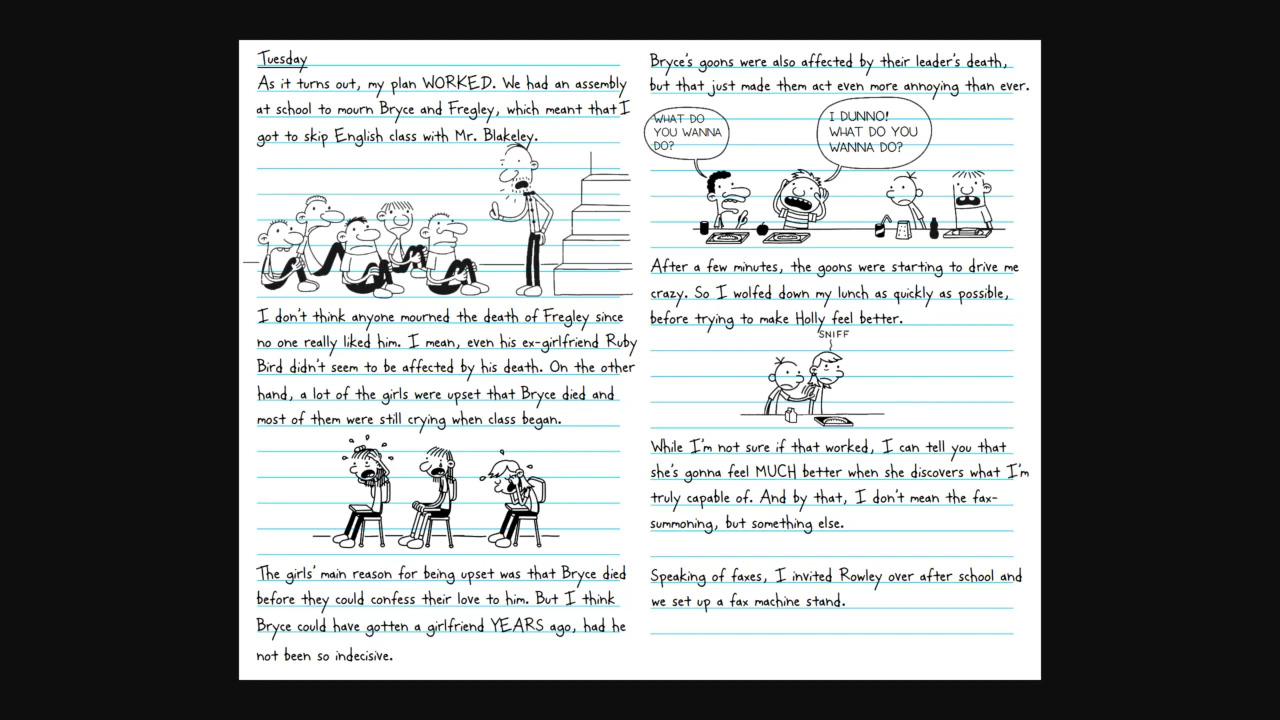 Tuesday
As it turns out, my plan WORKED. We had an assembly
at school to mourn Bryce and Fregley, which meant that I
got to skip English class with Mr. Blakeley.
I don't think anyone mourned the death of Fregley since
no one really liked him. I mean, even his ex-girlfriend Ruby
Bird didn't seem to be affected by his death. On the other
hand, a lot of the girls were upset that Bryce died and
most of them were still crying when class began.
The girls' main reason for being upset was that Bryce died
before they could confess their love to him. But I think
Bryce could have gotten a girlfriend YEARS ago, had he
not been so indecisive.
Bryce's goons were also affected by their leader's death,
but that just made them act even more annoying than ever.
WHAT DO
YOU WANNA
DO?
I DUNNO!
WHAT DO YOU
WANNA DO?
After a few minutes, the goons were starting to drive me
crazy. So I wolfed down my lunch as quickly as possible,
before trying to make Holly feel better.
SNIFF
While I'm not sure if that worked, I can tell you that
she's gonna feel MUCH better when she discovers what I'm
truly capable of. And by that, I don't mean the fax-
summoning, but something else.
Speaking of faxes, I invited Rowley over after school and
we set up a fax machine stand.